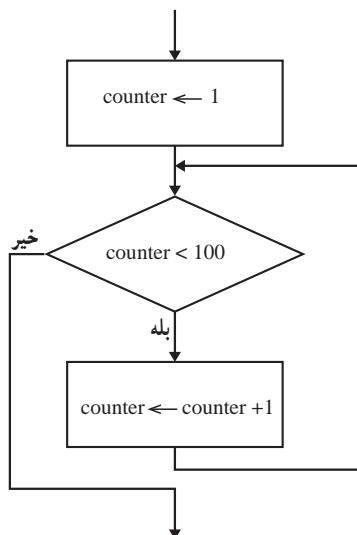 counter ← 1
counter < 100
خیر
بله
counter ← counter +1